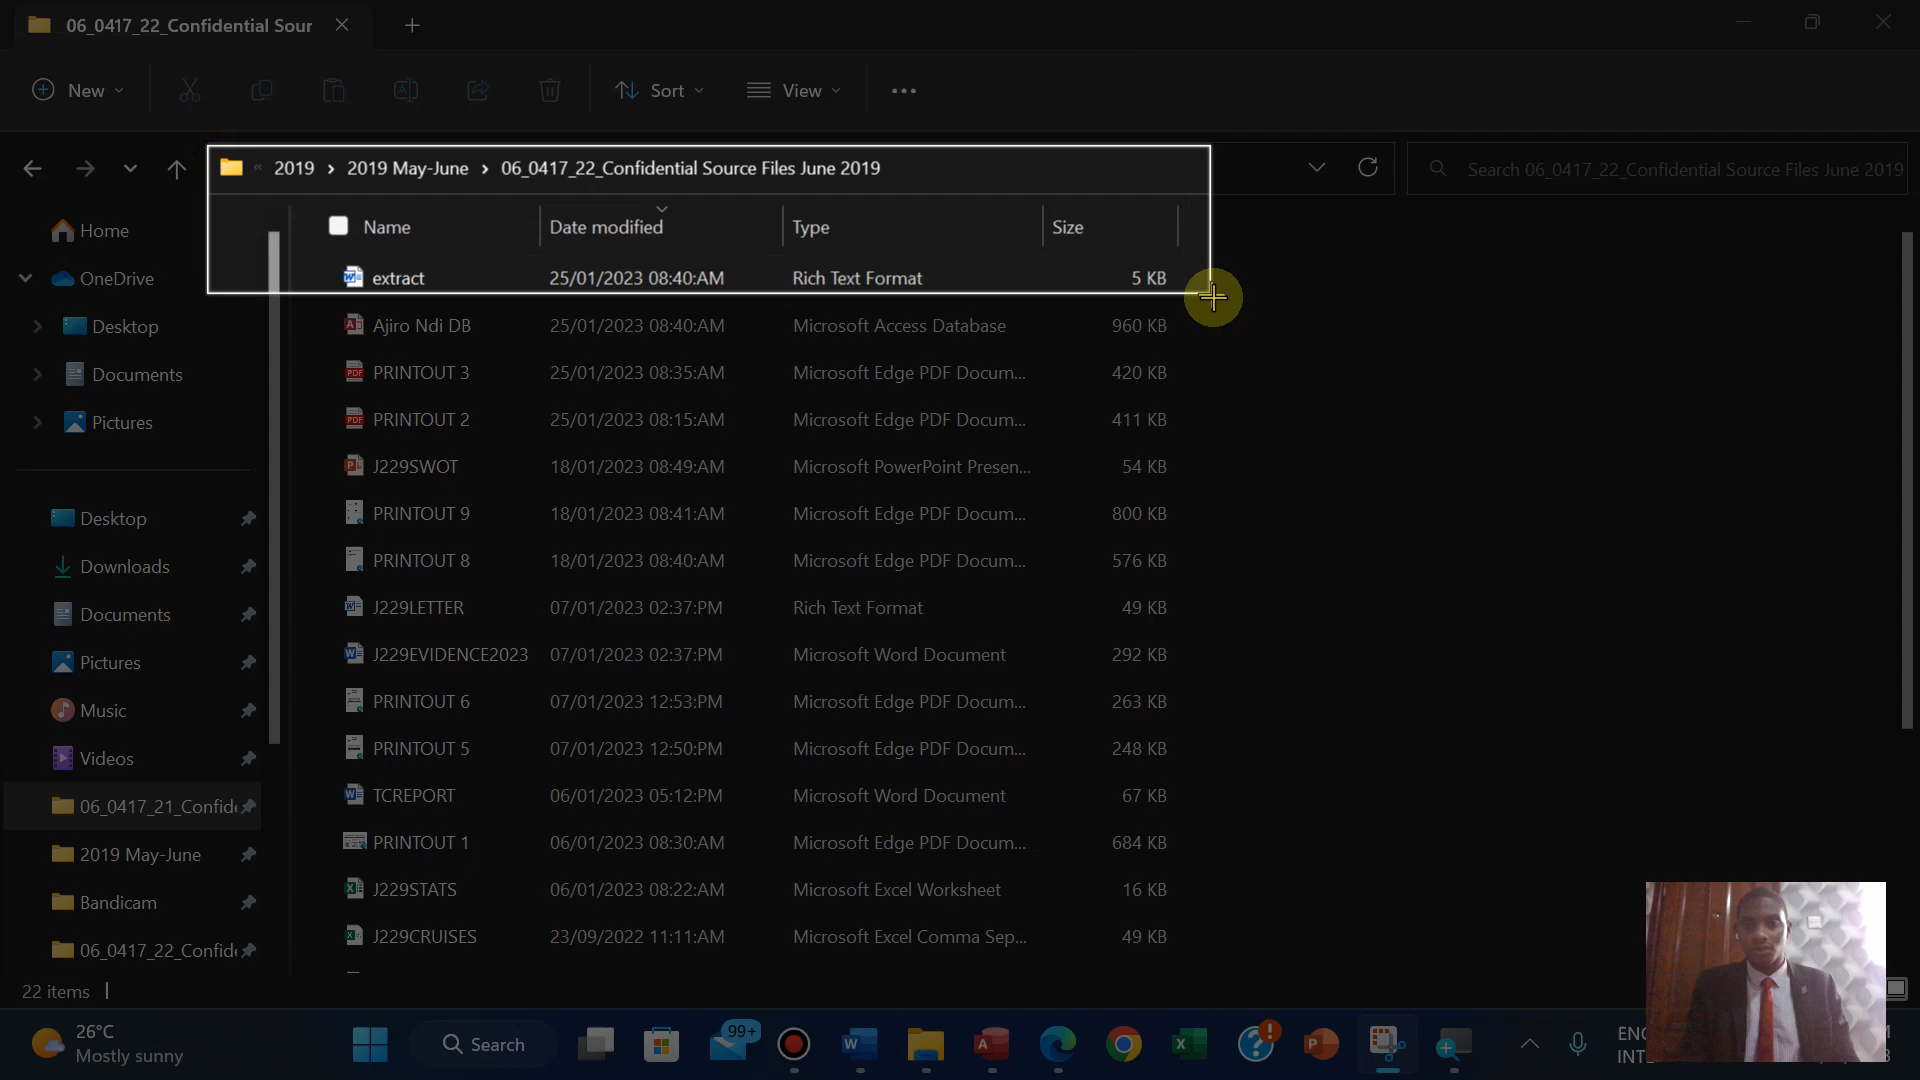 06_0417_22_Confidential Sour
New
Sort
View
2019 > 2019 May-June > 06_0417_22_Confidential Source Files June 2019
Search 06_0417_22_Confidential Source Files June 2019
Name Date modified Type Size
extract 25/01/2023 08:40:AM Rich Text Format 5 KB
Ajiro Ndi DB 25/01/2023 08:40:AM Microsoft Access Database 960 KB
PRINTOUT 3 25/01/2023 08:35:AM Microsoft Edge PDF Docum... 420 KB
PRINTOUT 2 25/01/2023 08:15:AM Microsoft Edge PDF Docum... 411 KB
J229SWOT 18/01/2023 08:49:AM Microsoft PowerPoint Presen... 54 KB
PRINTOUT 9 18/01/2023 08:41:AM Microsoft Edge PDF Docum... 800 KB
PRINTOUT 8 18/01/2023 08:40:AM Microsoft Edge PDF Docum... 576 KB
J229LETTER 07/01/2023 02:37:PM Rich Text Format 49 KB
J229EVIDENCE2023 07/01/2023 02:37:PM Microsoft Word Document 292 KB
PRINTOUT 6 07/01/2023 12:53:PM Microsoft Edge PDF Docum... 263 KB
PRINTOUT 5 07/01/2023 12:50:PM Microsoft Edge PDF Docum... 248 KB
TCREPORT 06/01/2023 05:12:PM Microsoft Word Document 67 KB
PRINTOUT 1 06/01/2023 08:30:AM Microsoft Edge PDF Docum... 684 KB
J229STATS 06/01/2023 08:22:AM Microsoft Excel Worksheet 16 KB
J229CRUISES 23/09/2022 11:11:AM Microsoft Excel Comma Sep... 49 KB
Home
OneDrive
Desktop
Documents
Pictures
Desktop
Downloads
Documents
Pictures
Music
Videos
06_0417_21_Confide
2019 May-June
Bandicam
06_0417_22_Confide
22 items
26°C
Mostly sunny
Search
99+
ENG